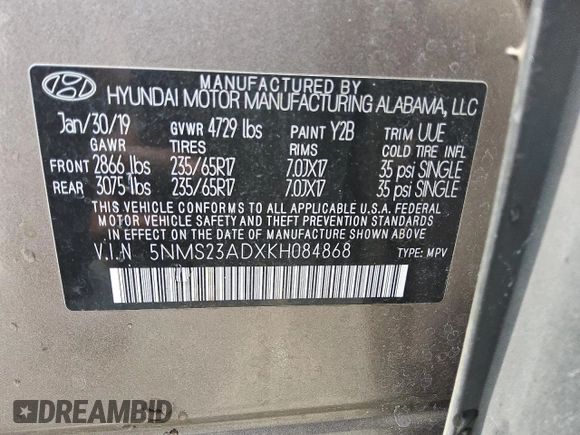 MANUFACTURED BY
HYUNDAI MOTOR MANUFACTURING ALABAMA, LLC
Jan/30/19 GVWR 4729 lbs PAINT Y2B TRIM UUE
GAWR TIRES RIMS COLD TIRE INFL
FRONT 2866 lbs 235/65R17 7.0JX17 35 psi SINGLE
REAR 3075 lbs 235/65R17 7.0JX17 35 psi SINGLE
THIS VEHICLE CONFORMS TO ALL APPLICABLE U.S.A. FEDERAL
MOTOR VEHICLE SAFETY AND THEFT PREVENTION STANDARDS
IN EFFECT ON THE DATE OF MANUFACTURE SHOWN ABOVE.
V.I.N 5NMS23ADXKH084868 TYPE: MPV
DREAMBID